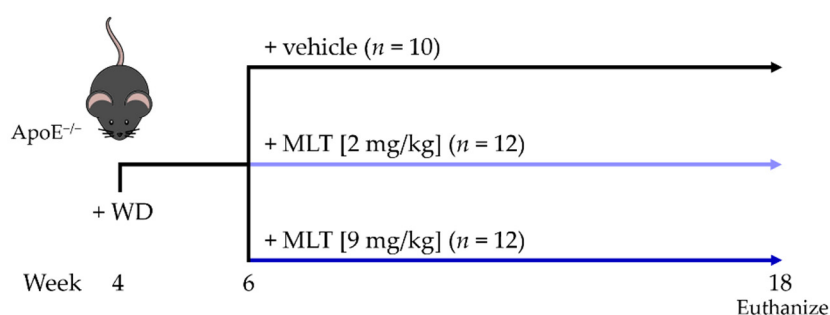 + vehicle (n = 10)
ApoE⁻/⁻
+ MLT [2 mg/kg] (n = 12)
+ WD
+ MLT [9 mg/kg] (n = 12)
Week 4 6 18
Euthanize